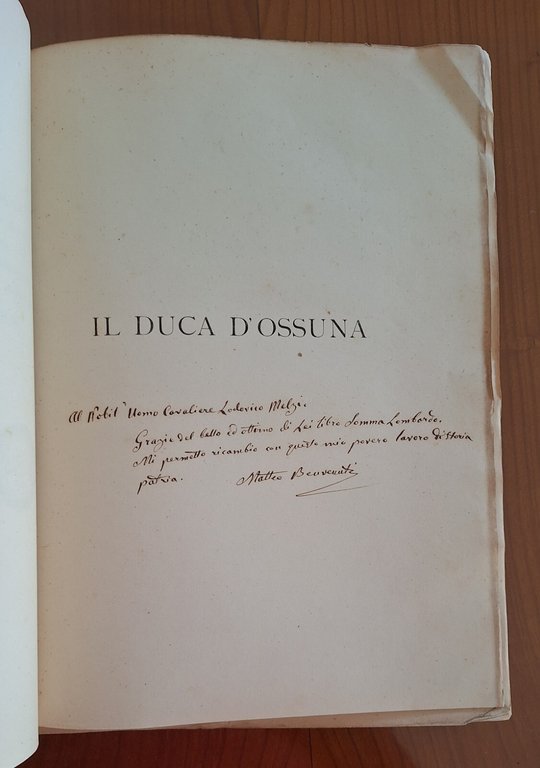 IL DUCA D'OSSUNA
Al Nobil Uomo Cavaliere Lodovico Melzi.
Grazie del bello ed ottimo di Lei libro Somma Lombardo.
Mi permetto ricambio con questo mio povero lavoro di Storia
patria. Matteo Benvenuti